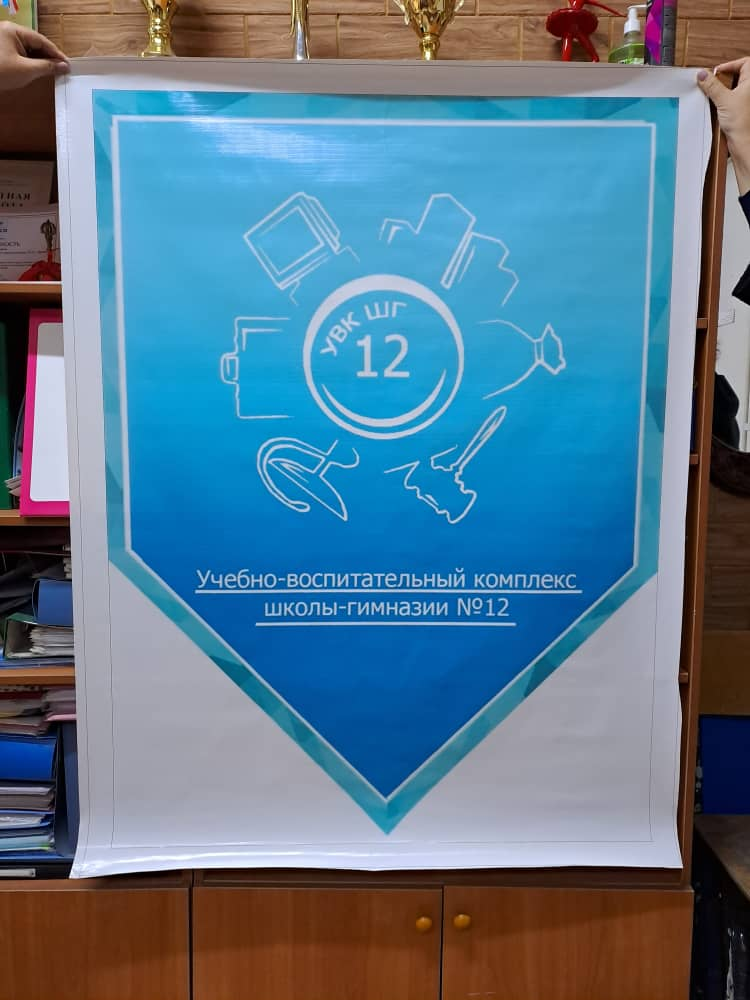 УВК ШГ
12
Учебно-воспитательный комплекс
школы-гимназии №12